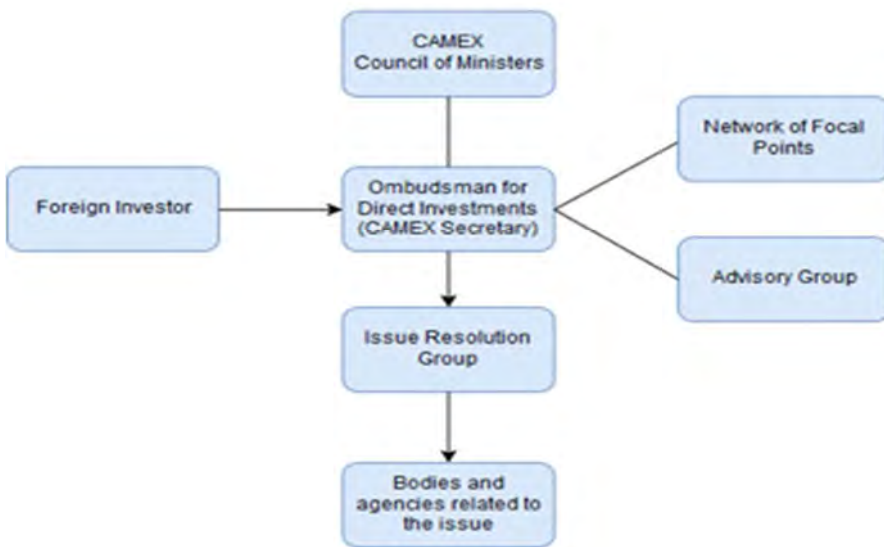 CAMEX
Council of Ministers
Network of Focal
Points
Foreign Investor
Ombudsman for
Direct Investments
(CAMEX Secretary)
Advisory Group
Issue Resolution
Group
Bodies and
agencies related to
the issue